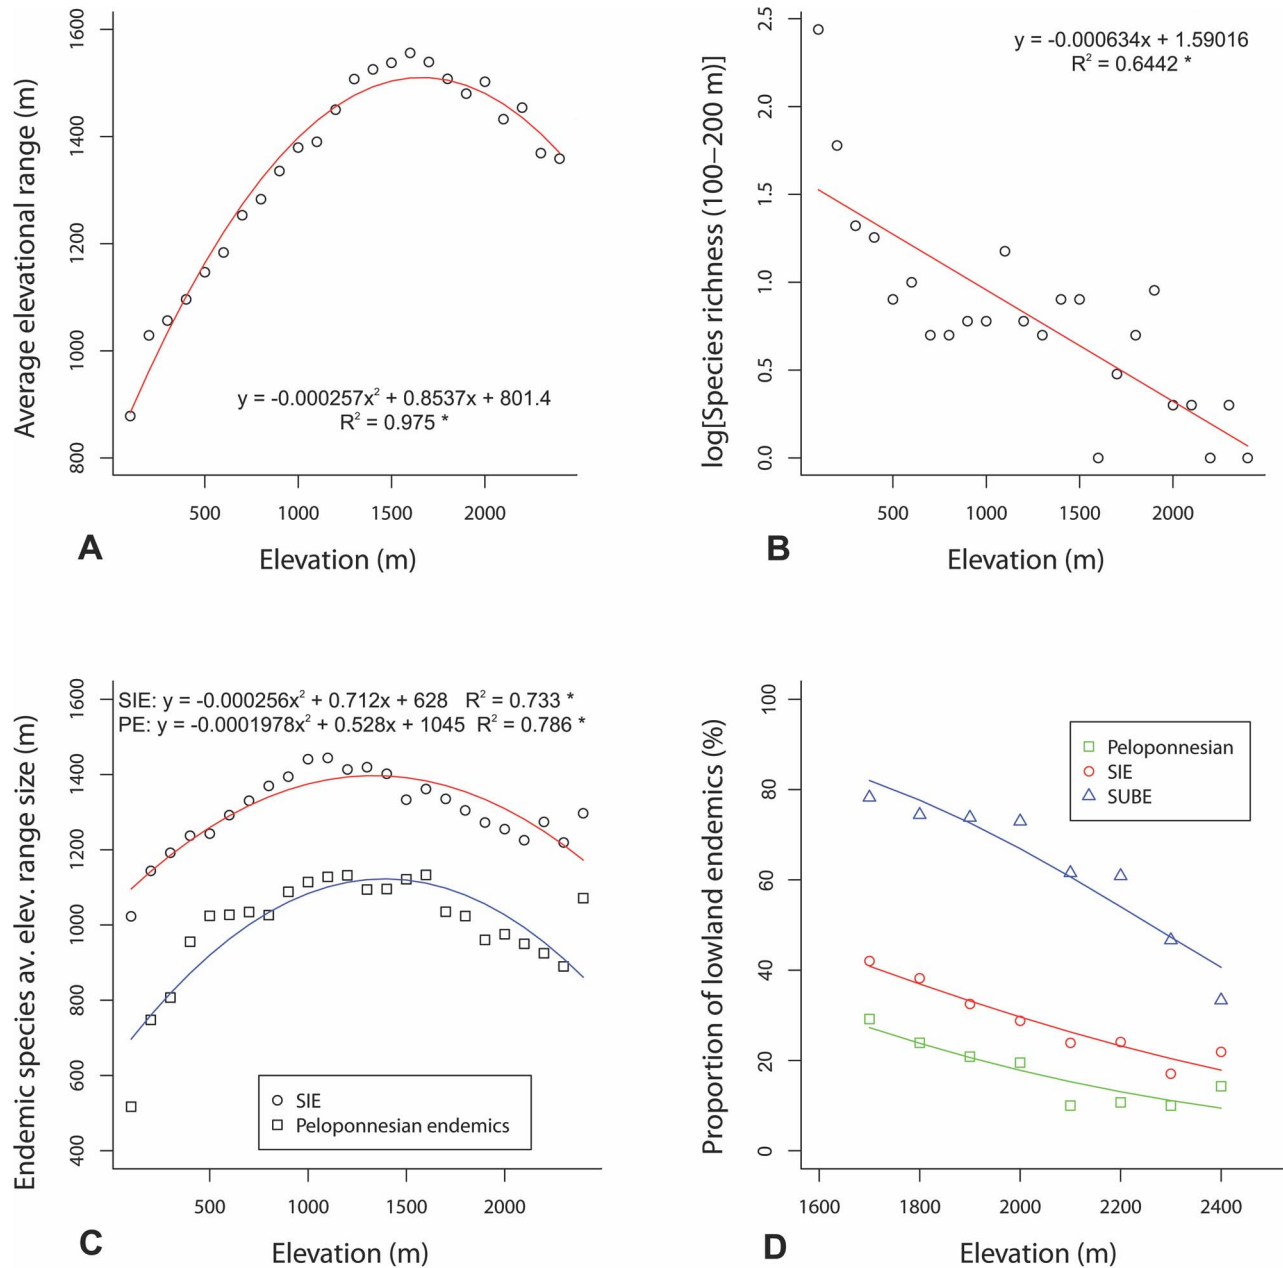 Average elevational range (m)
1600
1400
1200
1000
800
y = -0.000257x² + 0.8537x + 801.4
R² = 0.975 *
500 1000 1500 2000
A
Elevation (m)
log[Species richness (100–200 m)]
2.5
2.0
1.5
1.0
0.5
0.0
y = -0.000634x + 1.59016
R² = 0.6442 *
500 1000 1500 2000
B
Elevation (m)
Endemic species av. elev. range size (m)
1600
1400
1200
1000
800
600
400
SIE: y = -0.000256x² + 0.712x + 628 R² = 0.733 *
PE: y = -0.0001978x² + 0.528x + 1045 R² = 0.786 *
SIE
Peloponnesian endemics
500 1000 1500 2000
C
Elevation (m)
Proportion of lowland endemics (%)
100
80
60
40
20
0
Peloponnesian
SIE
SUBE
1600 1800 2000 2200 2400
D
Elevation (m)